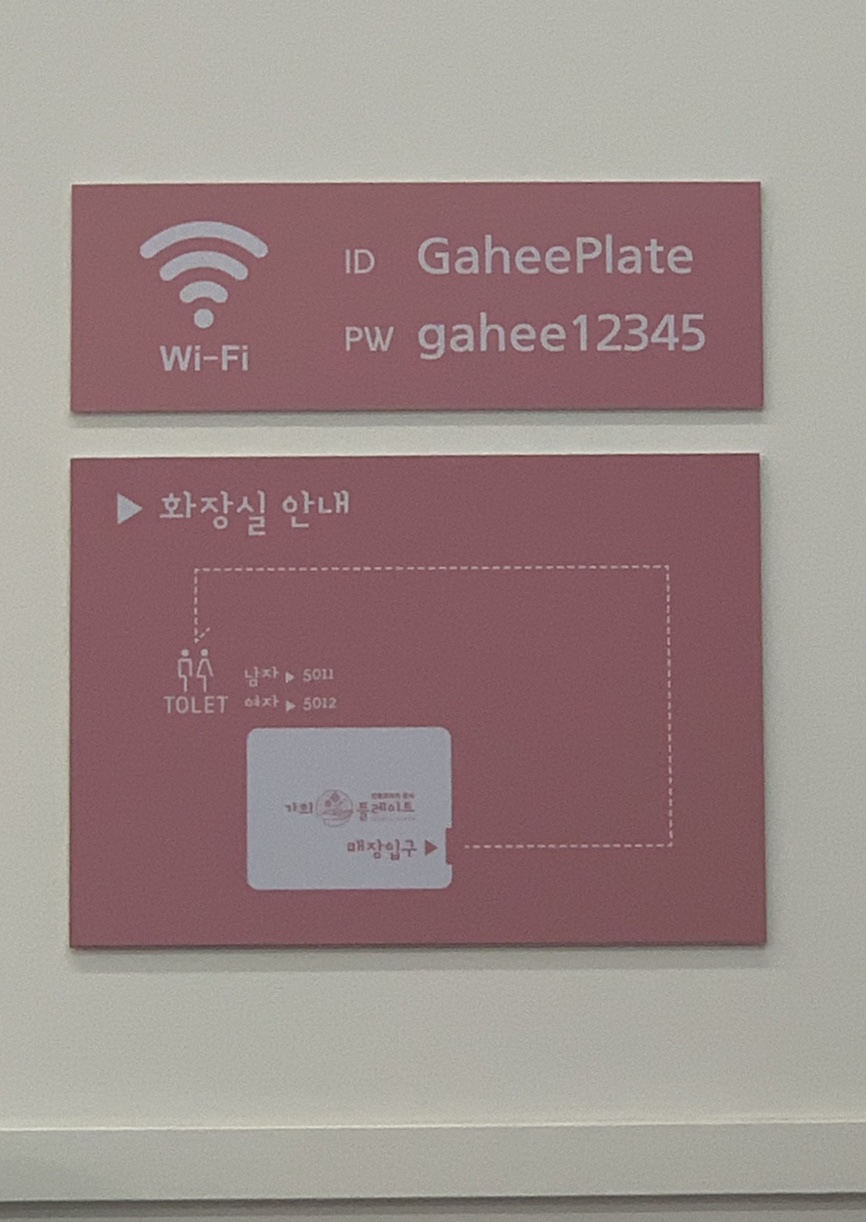 Wi-Fi
ID GaheePlate
PW gahee12345
▶ 화장실 안내
TOLET
남자 ▶ 5011
여자 ▶ 5012
가희 플레이트
매장입구 ▶